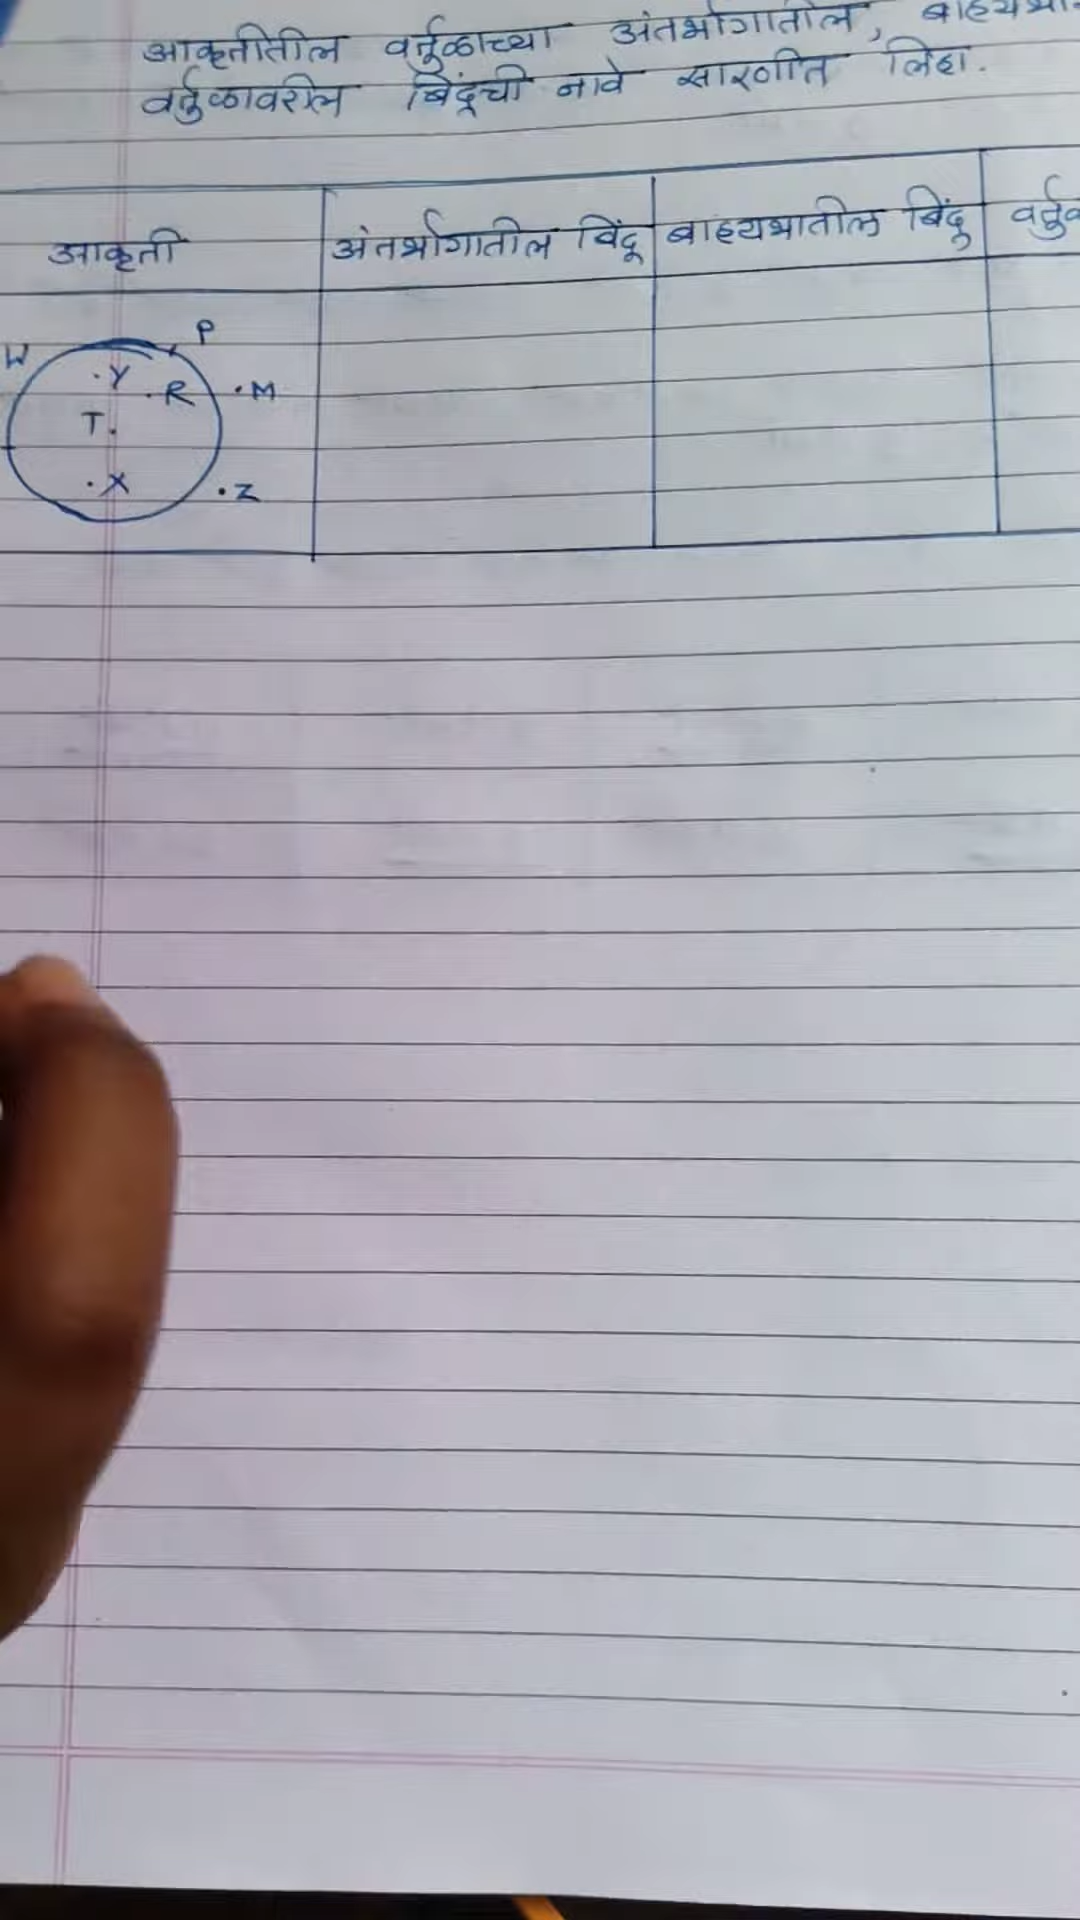 आकृतीतील वर्तुळाच्या अंतर्भागातील,
वर्तुळावरील बिंदूंची नावे सारणीत लिहा.
आकृती अंतर्भागातील बिंदू बाह्यभातील बिंदु
P
W
Y
R M
T
X
Z